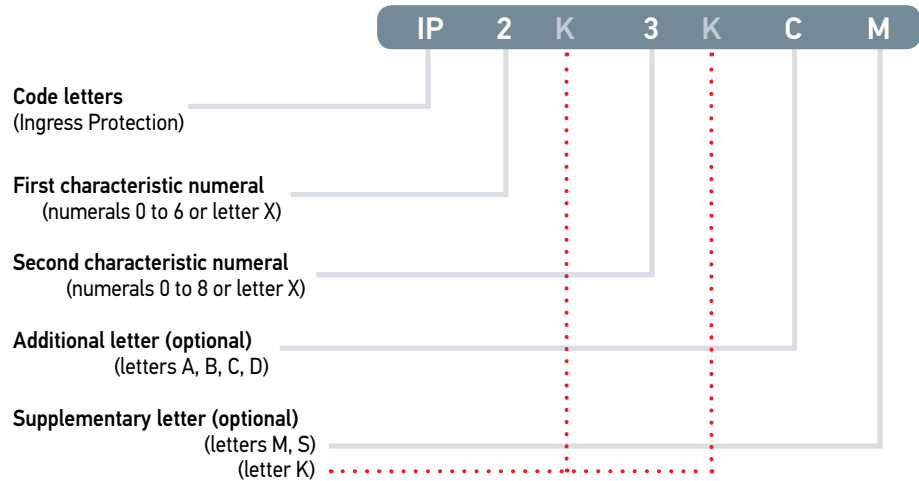 IP 2 K 3 K C M
Code letters
(Ingress Protection)
First characteristic numeral
(numerals 0 to 6 or letter X)
Second characteristic numeral
(numerals 0 to 8 or letter X)
Additional letter (optional)
(letters A, B, C, D)
Supplementary letter (optional)
(letters M, S)
(letter K)